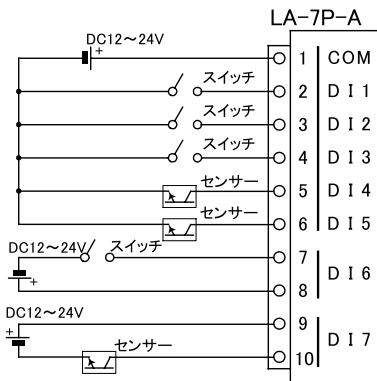 LA-7P-A
DC12～24V
+
1 COM
スイッチ
2 DI1
スイッチ
3 DI2
スイッチ
4 DI3
センサー
5 DI4
センサー
6 DI5
DC12～24V
スイッチ
7
DI6
+
8
DC12～24V
9
+
DI7
センサー
10